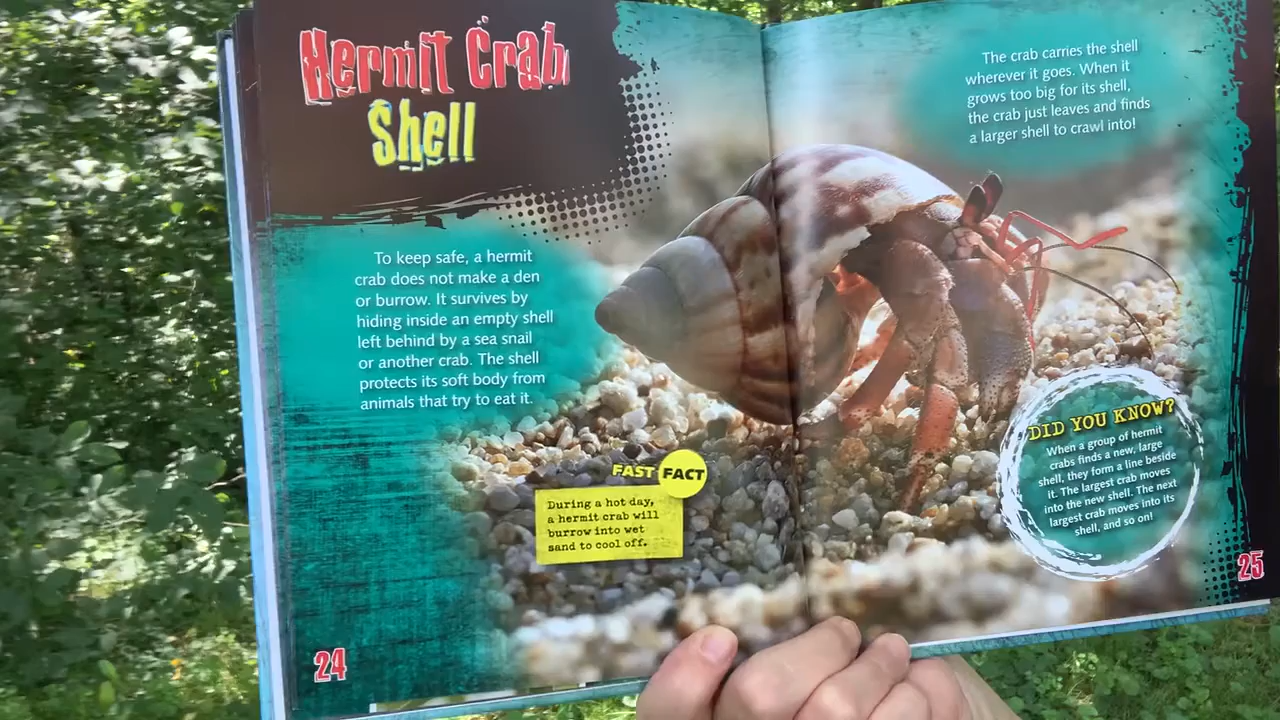 Hermit Crab
Shell
To keep safe, a hermit
crab does not make a den
or burrow. It survives by
hiding inside an empty shell
left behind by a sea snail
or another crab. The shell
protects its soft body from
animals that try to eat it.
FAST FACT
During a hot day,
a hermit crab will
burrow into wet
sand to cool off.
24
The crab carries the shell
wherever it goes. When it
grows too big for its shell,
the crab just leaves and finds
a larger shell to crawl into!
DID YOU KNOW?
When a group of hermit
crabs finds a new, large
shell, they form a line beside
it. The largest crab moves
into the new shell. The next
largest crab moves into its
shell, and so on!
25